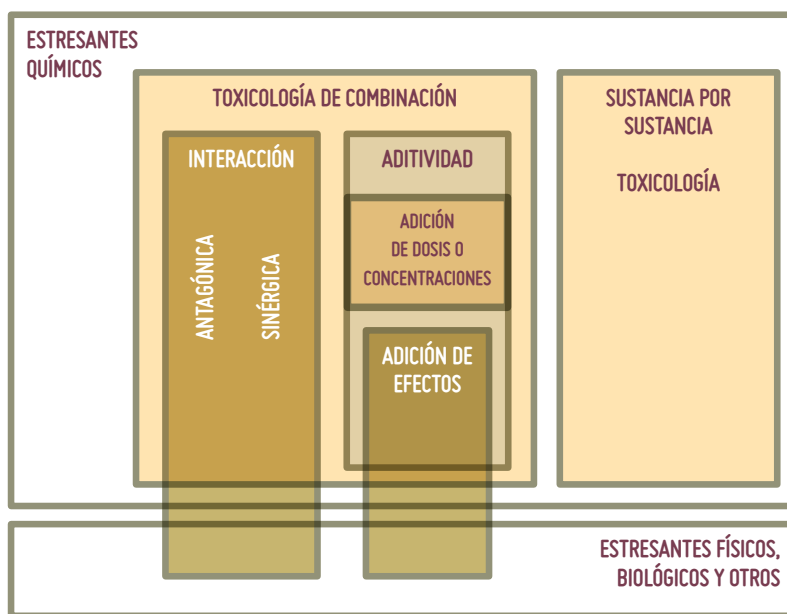 ESTRESANTES
QUÍMICOS
TOXICOLOGÍA DE COMBINACIÓN
INTERACCIÓN
ANTAGÓNICA
SINÉRGICA
ADITIVIDAD
ADICIÓN
DE DOSIS O
CONCENTRACIONES
ADICIÓN DE
EFECTOS
SUSTANCIA POR
SUSTANCIA
TOXICOLOGÍA
ESTRESANTES FÍSICOS,
BIOLÓGICOS Y OTROS